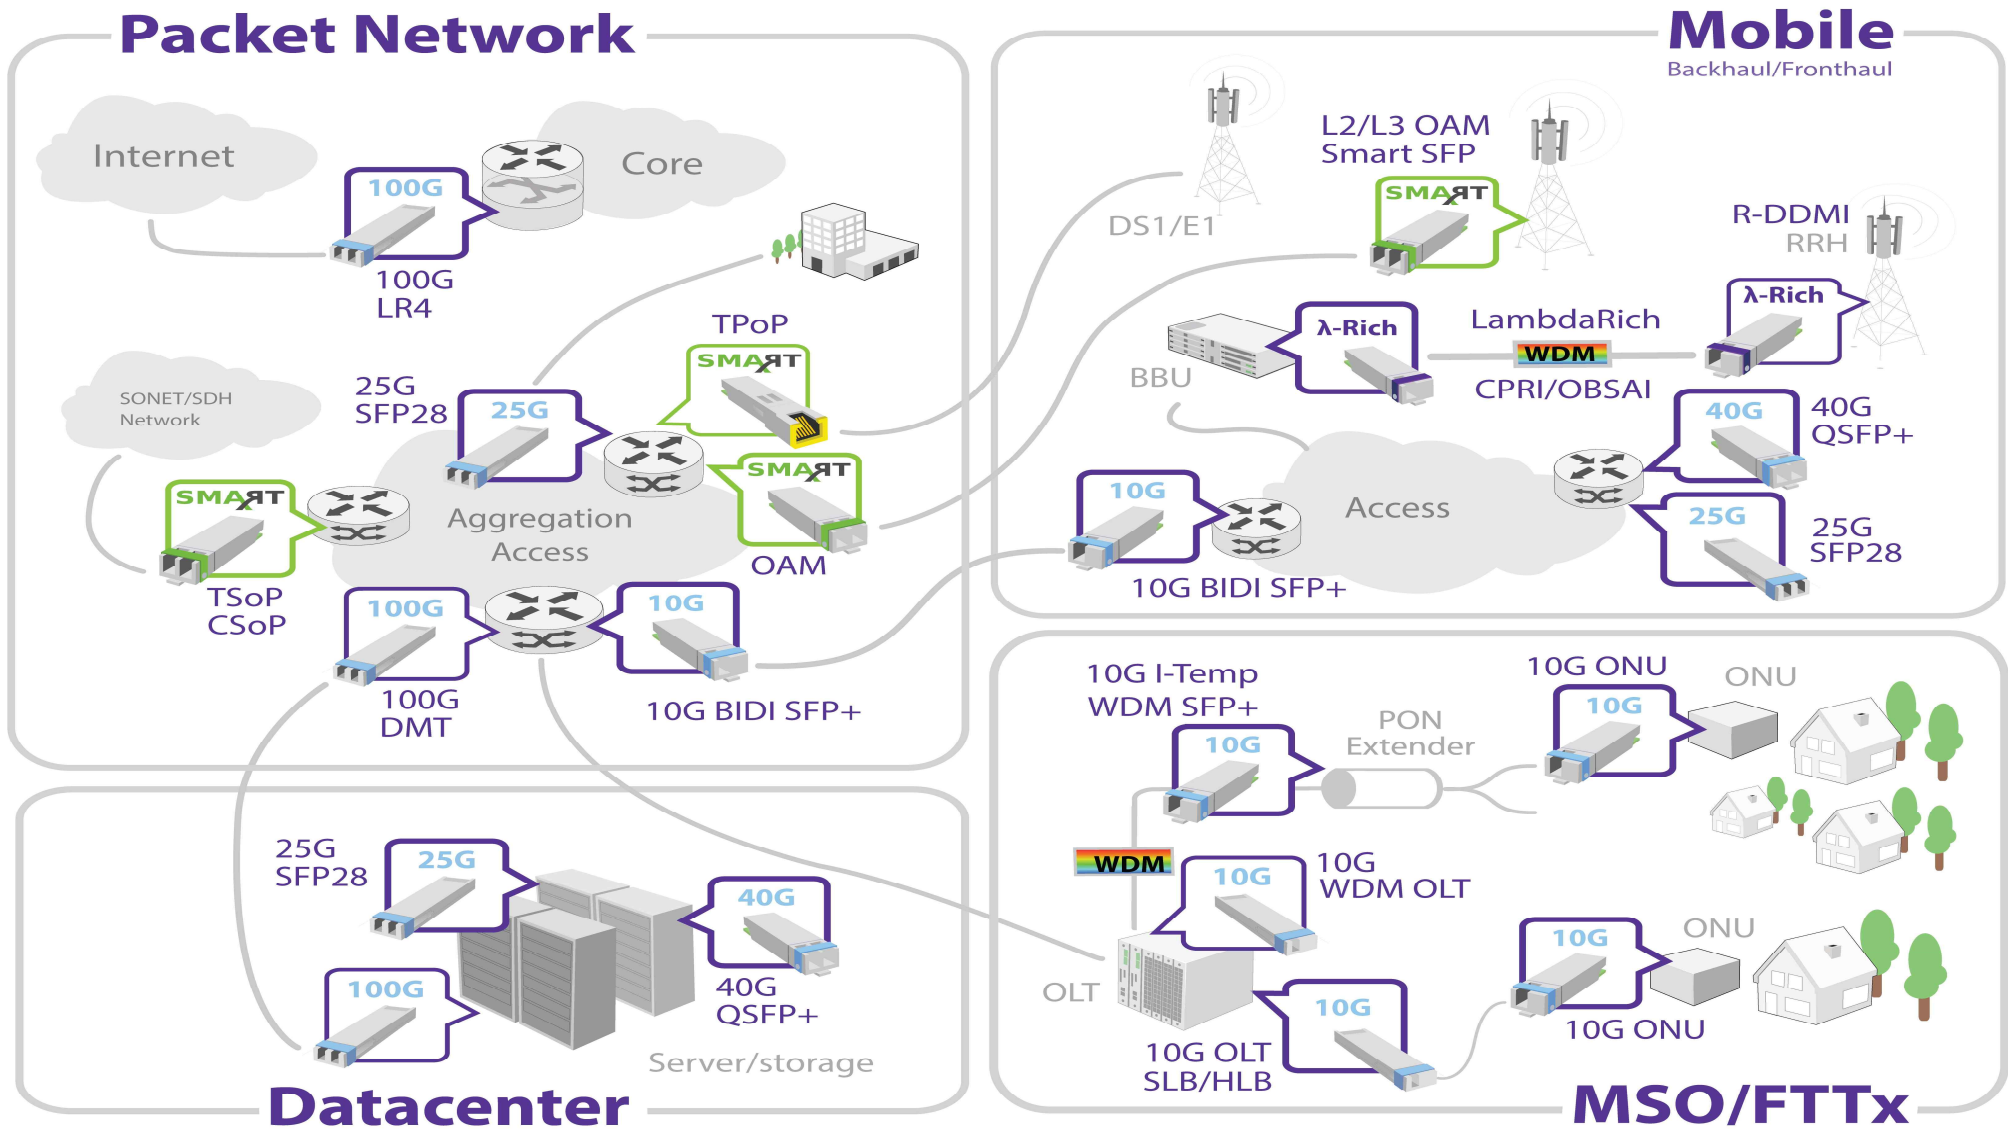 Packet Network
Internet
100G
Core
100G
LR4
TPoP
SMART
SONET/SDH
Network
25G
SFP28
25G
SMART
SMART
Aggregation
Access
OAM
TSoP
CSoP
100G
10G
100G
DMT
10G BIDI SFP+
Mobile
Backhaul/Fronthaul
L2/L3 OAM
Smart SFP
SMART
DS1/E1
R-DDMI
RRH
λ-Rich
λ-Rich
LambdaRich
WDM
CPRI/OBSAI
BBU
40G
40G
QSFP+
10G
Access
25G
25G
SFP28
10G BIDI SFP+
25G
SFP28
25G
40G
100G
40G
QSFP+
Server/storage
Datacenter
10G I-Temp
WDM SFP+
10G
PON
Extender
10G ONU
10G
ONU
WDM
10G
10G
WDM OLT
OLT
10G
10G OLT
SLB/HLB
10G
ONU
10G ONU
MSO/FTTx